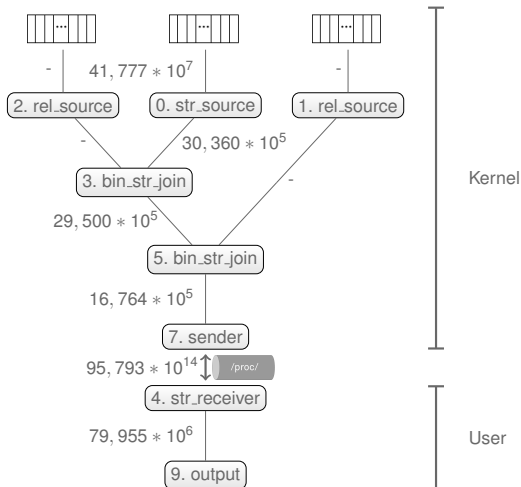 ... ... ...
- 41,777 ∗ 10^7 -
2. rel_source 0. str_source 1. rel_source
- 30,360 ∗ 10^5
3. bin_str_join - Kernel
29,500 ∗ 10^5
5. bin_str_join
16,764 ∗ 10^5
7. sender
95,793 ∗ 10^14 /proc/
4. str_receiver
79,955 ∗ 10^6 User
9. output